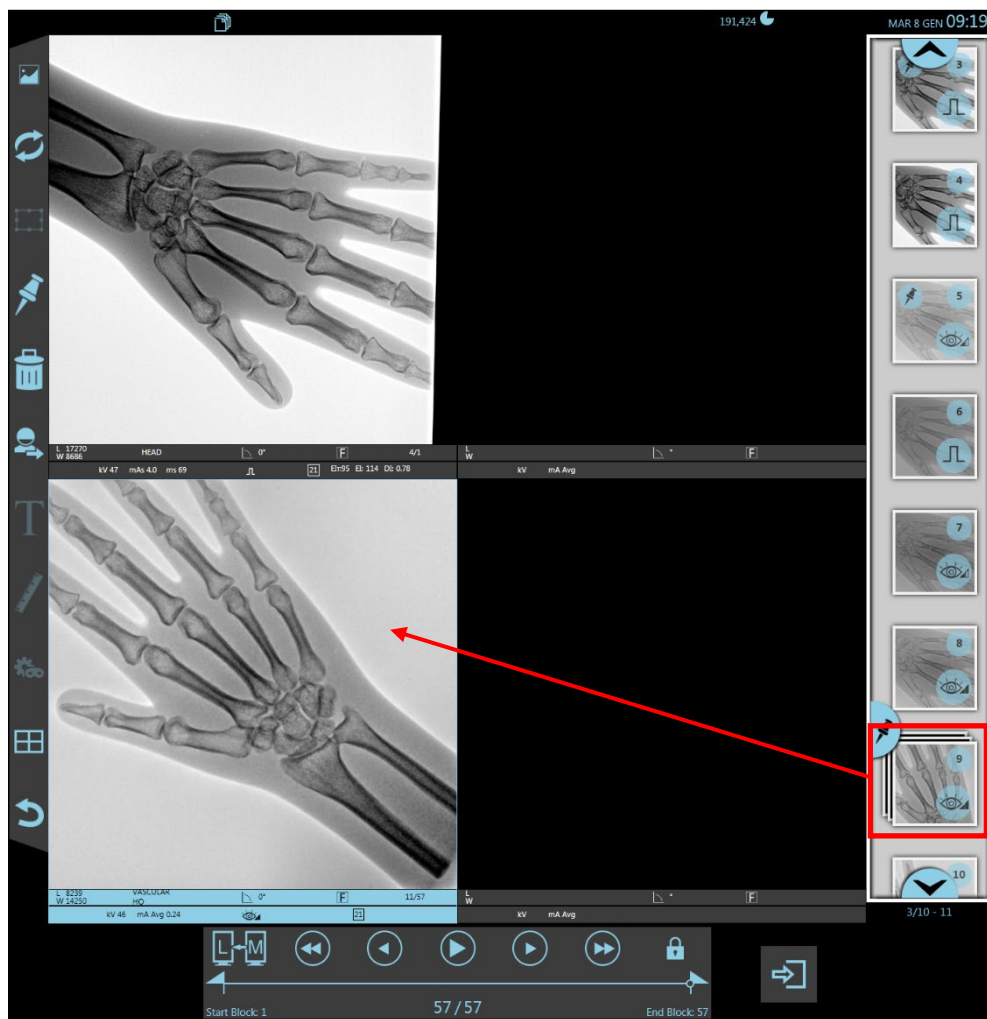 191,424
MAR 8 GEN 09:19
3
4
5
6
7
8
9
10
3/10 - 11
L 17270
W 8686
HEAD
0°
F
4/1
kV 47 mAs 4.0 ms 69
21
EIT:95 EI: 114 DI: 0.78
L
W
°
F
kV mA Avg
T
L 8239
W 14250
VASCULAR
HQ
0°
F
11/57
kV 46 mA Avg 0.24
21
L
W
°
F
kV mA Avg
L M
Start Block: 1
57/57
End Block: 57